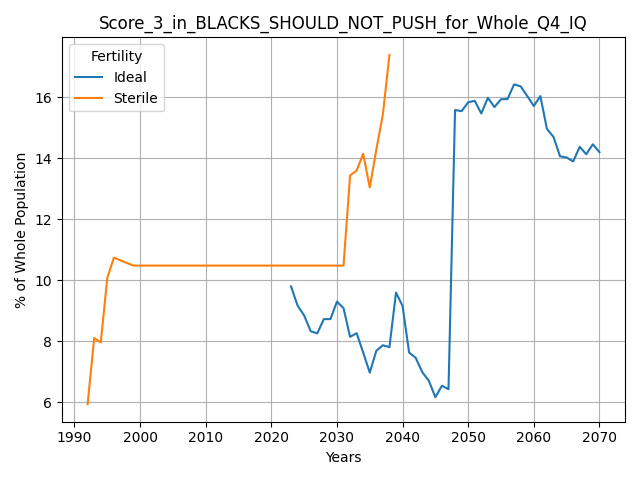 Score_3_in_BLACKS_SHOULD_NOT_PUSH_for_Whole_Q4_IQ
Fertility
Ideal
Sterile
% of Whole Population
16
14
12
10
8
6
1990 2000 2010 2020 2030 2040 2050 2060 2070
Years